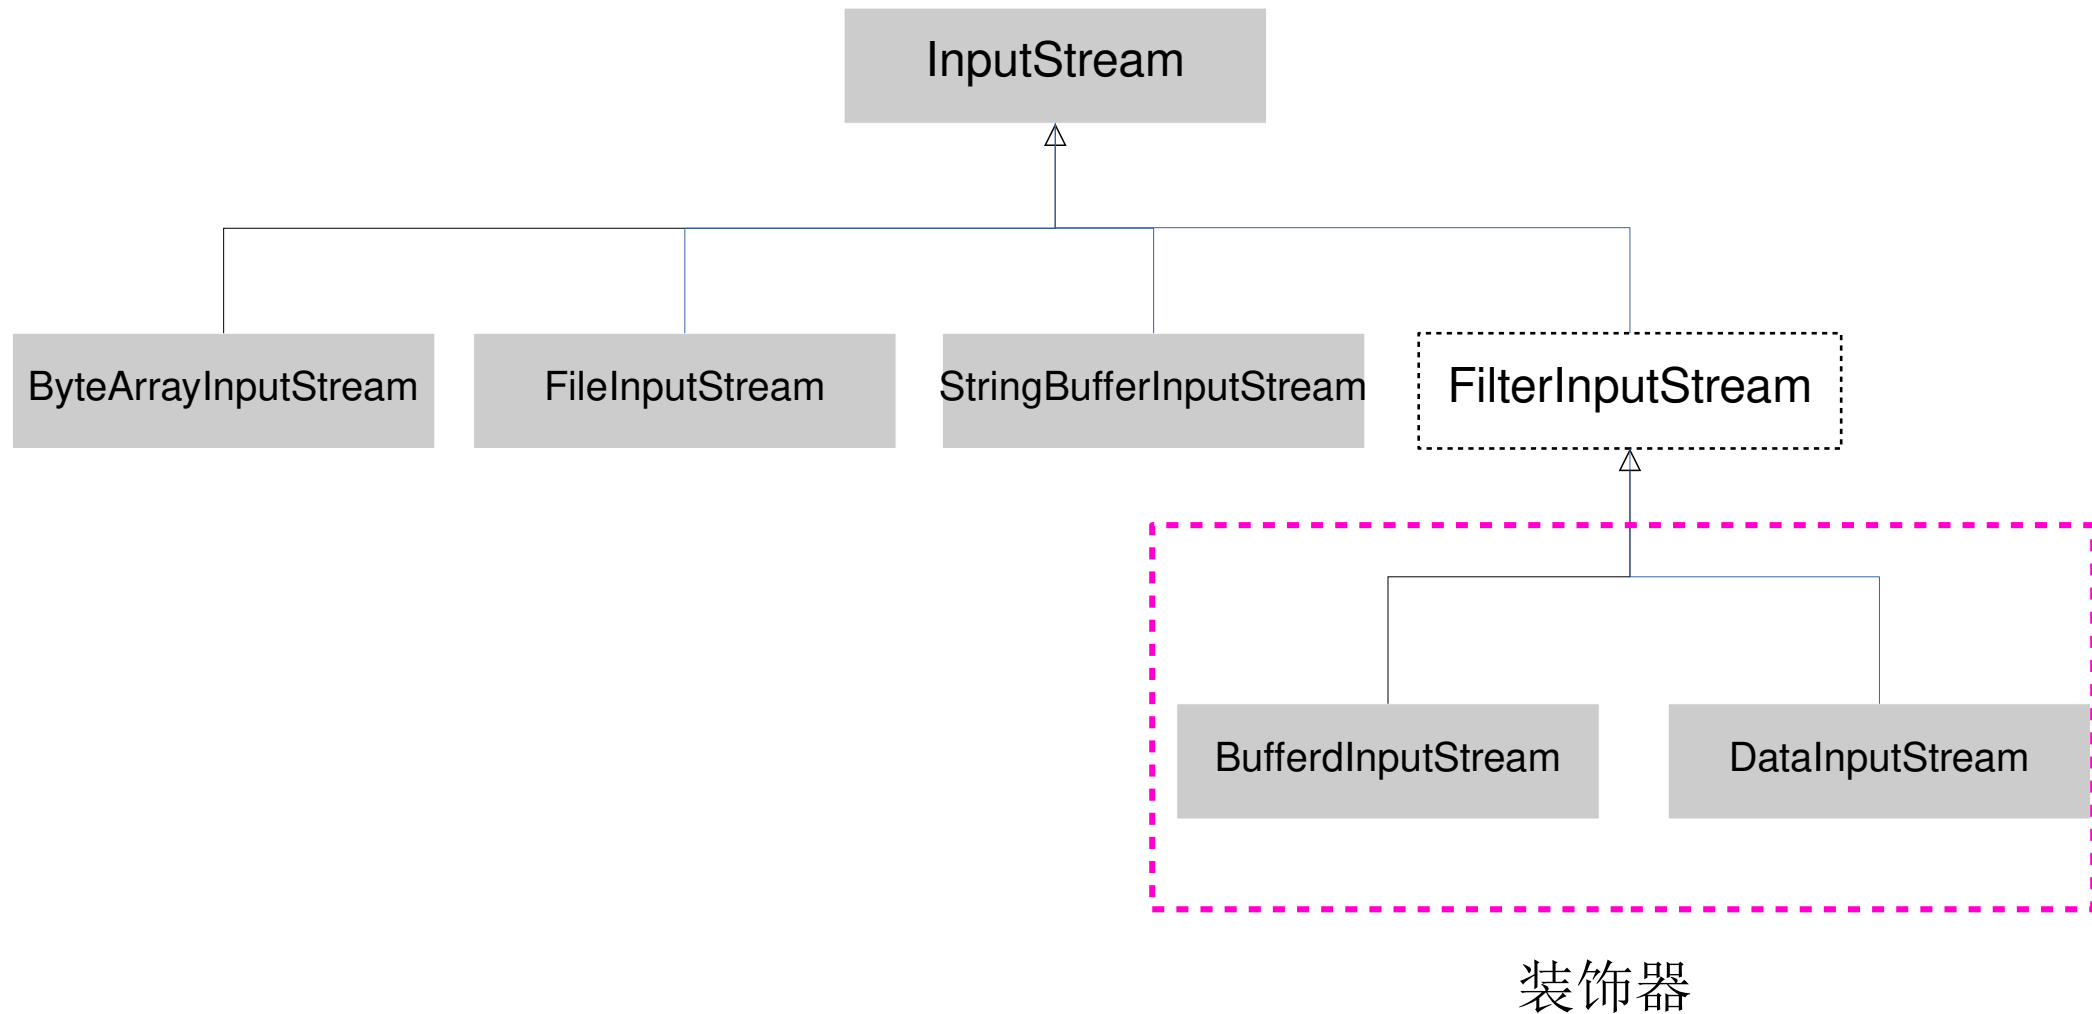 InputStream
ByteArrayInputStream
FileInputStream
StringBufferInputStream
FilterInputStream
BufferdInputStream
DataInputStream
装饰器